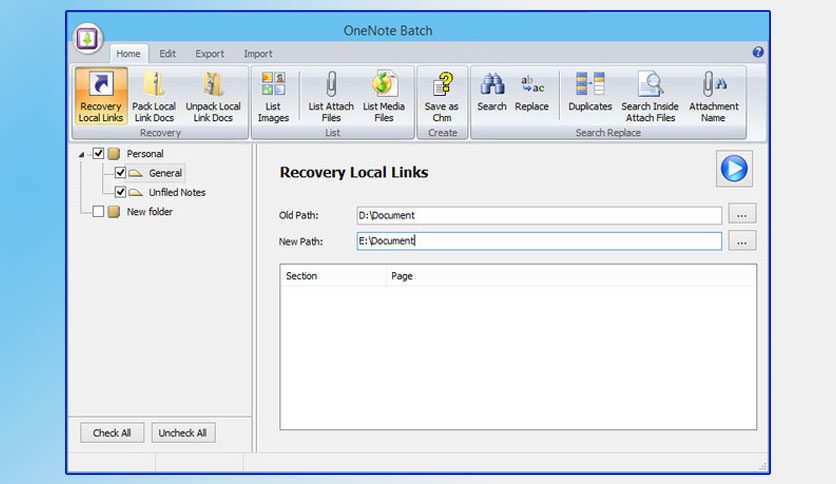 OneNote Batch
Home Edit Export Import
Recovery Local Links
Pack Local Link Docs
Unpack Local Link Docs
List Images
List Attach Files
List Media Files
Save as Chm
Search
ab ac
Replace
Duplicates
Search Inside Attach Files
Attachment Name
Recovery List Create Search Replace
Personal
General
Unfiled Notes
New folder
Recovery Local Links
Old Path: D:\Document ...
New Path: E:\Document ...
Section Page
Check All Uncheck All